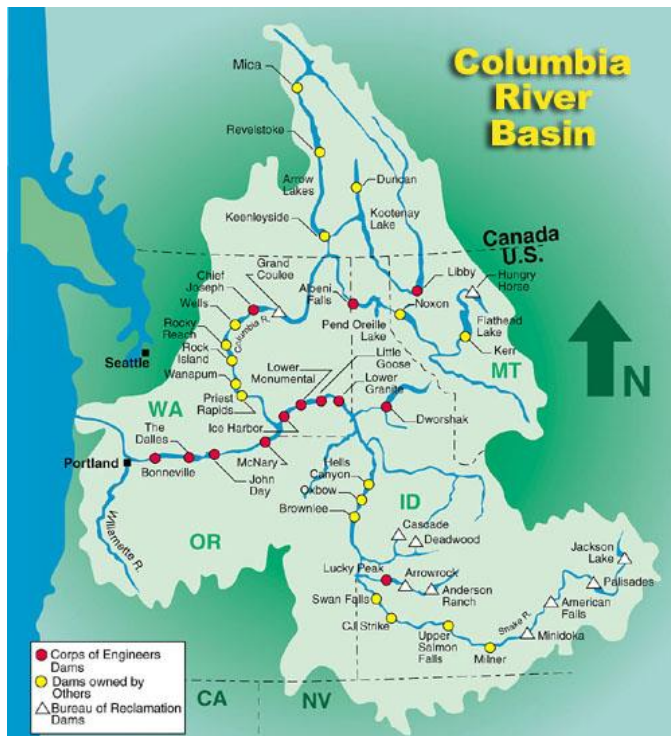 Columbia
River
Basin
Mica
Revelstoke
Arrow
Lakes
Duncan
Keenleyside
Kootenay
Lake
Canada
U.S.
Grand
Coulee
Chief
Joseph
Albeni
Falls
Libby
Hungry
Horse
Wells
Columbia R.
Noxon
Pend Oreille
Lake
Flathead
Lake
Rocky
Reach
Rock
Island
Seattle
Kerr
Little
Goose
Wanapum
Lower
Monumental
Lower
Granite
MT
N
WA
Priest
Rapids
Ice Harbor
Dworshak
The
Dalles
Portland
Bonneville
John
Day
McNary
Hells
Canyon
Oxbow
Brownlee
ID
Willamette R.
OR
Cascade
Deadwood
Jackson
Lake
Lucky Peak
Arrowrock
Anderson
Ranch
Palisades
American
Falls
Swan Falls
CJ Strike
Upper
Salmon
Falls
Snake R.
Minidoka
Milner
Corps of Engineers
Dams
Dams owned by
Others
Bureau of Reclamation
Dams
CA
NV